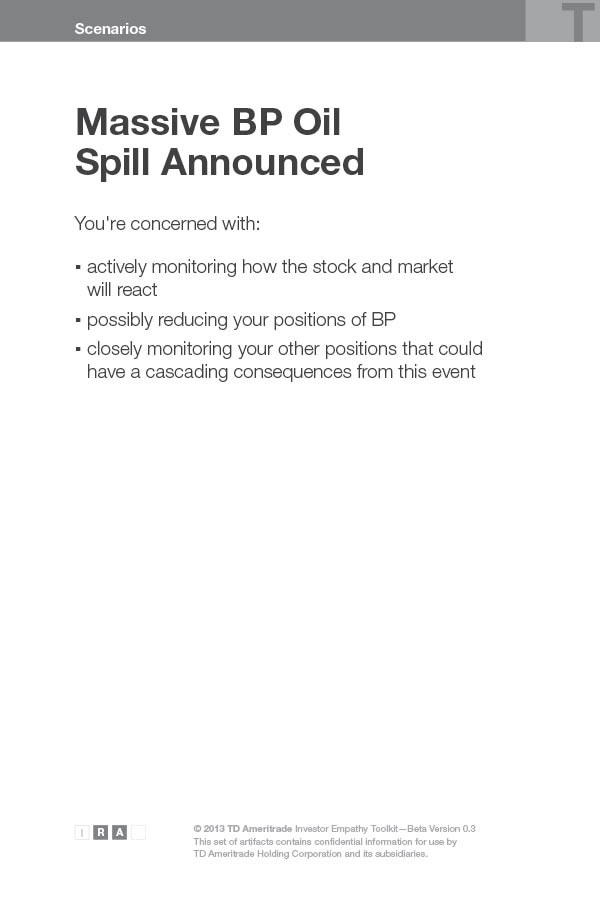 Scenarios
T
Massive BP Oil
Spill Announced
You're concerned with:
▪ actively monitoring how the stock and market
will react
▪ possibly reducing your positions of BP
▪ closely monitoring your other positions that could
have a cascading consequences from this event
I R A
© 2013 TD Ameritrade Investor Empathy Toolkit—Beta Version 0.3
This set of artifacts contains confidential information for use by
TD Ameritrade Holding Corporation and its subsidiaries.